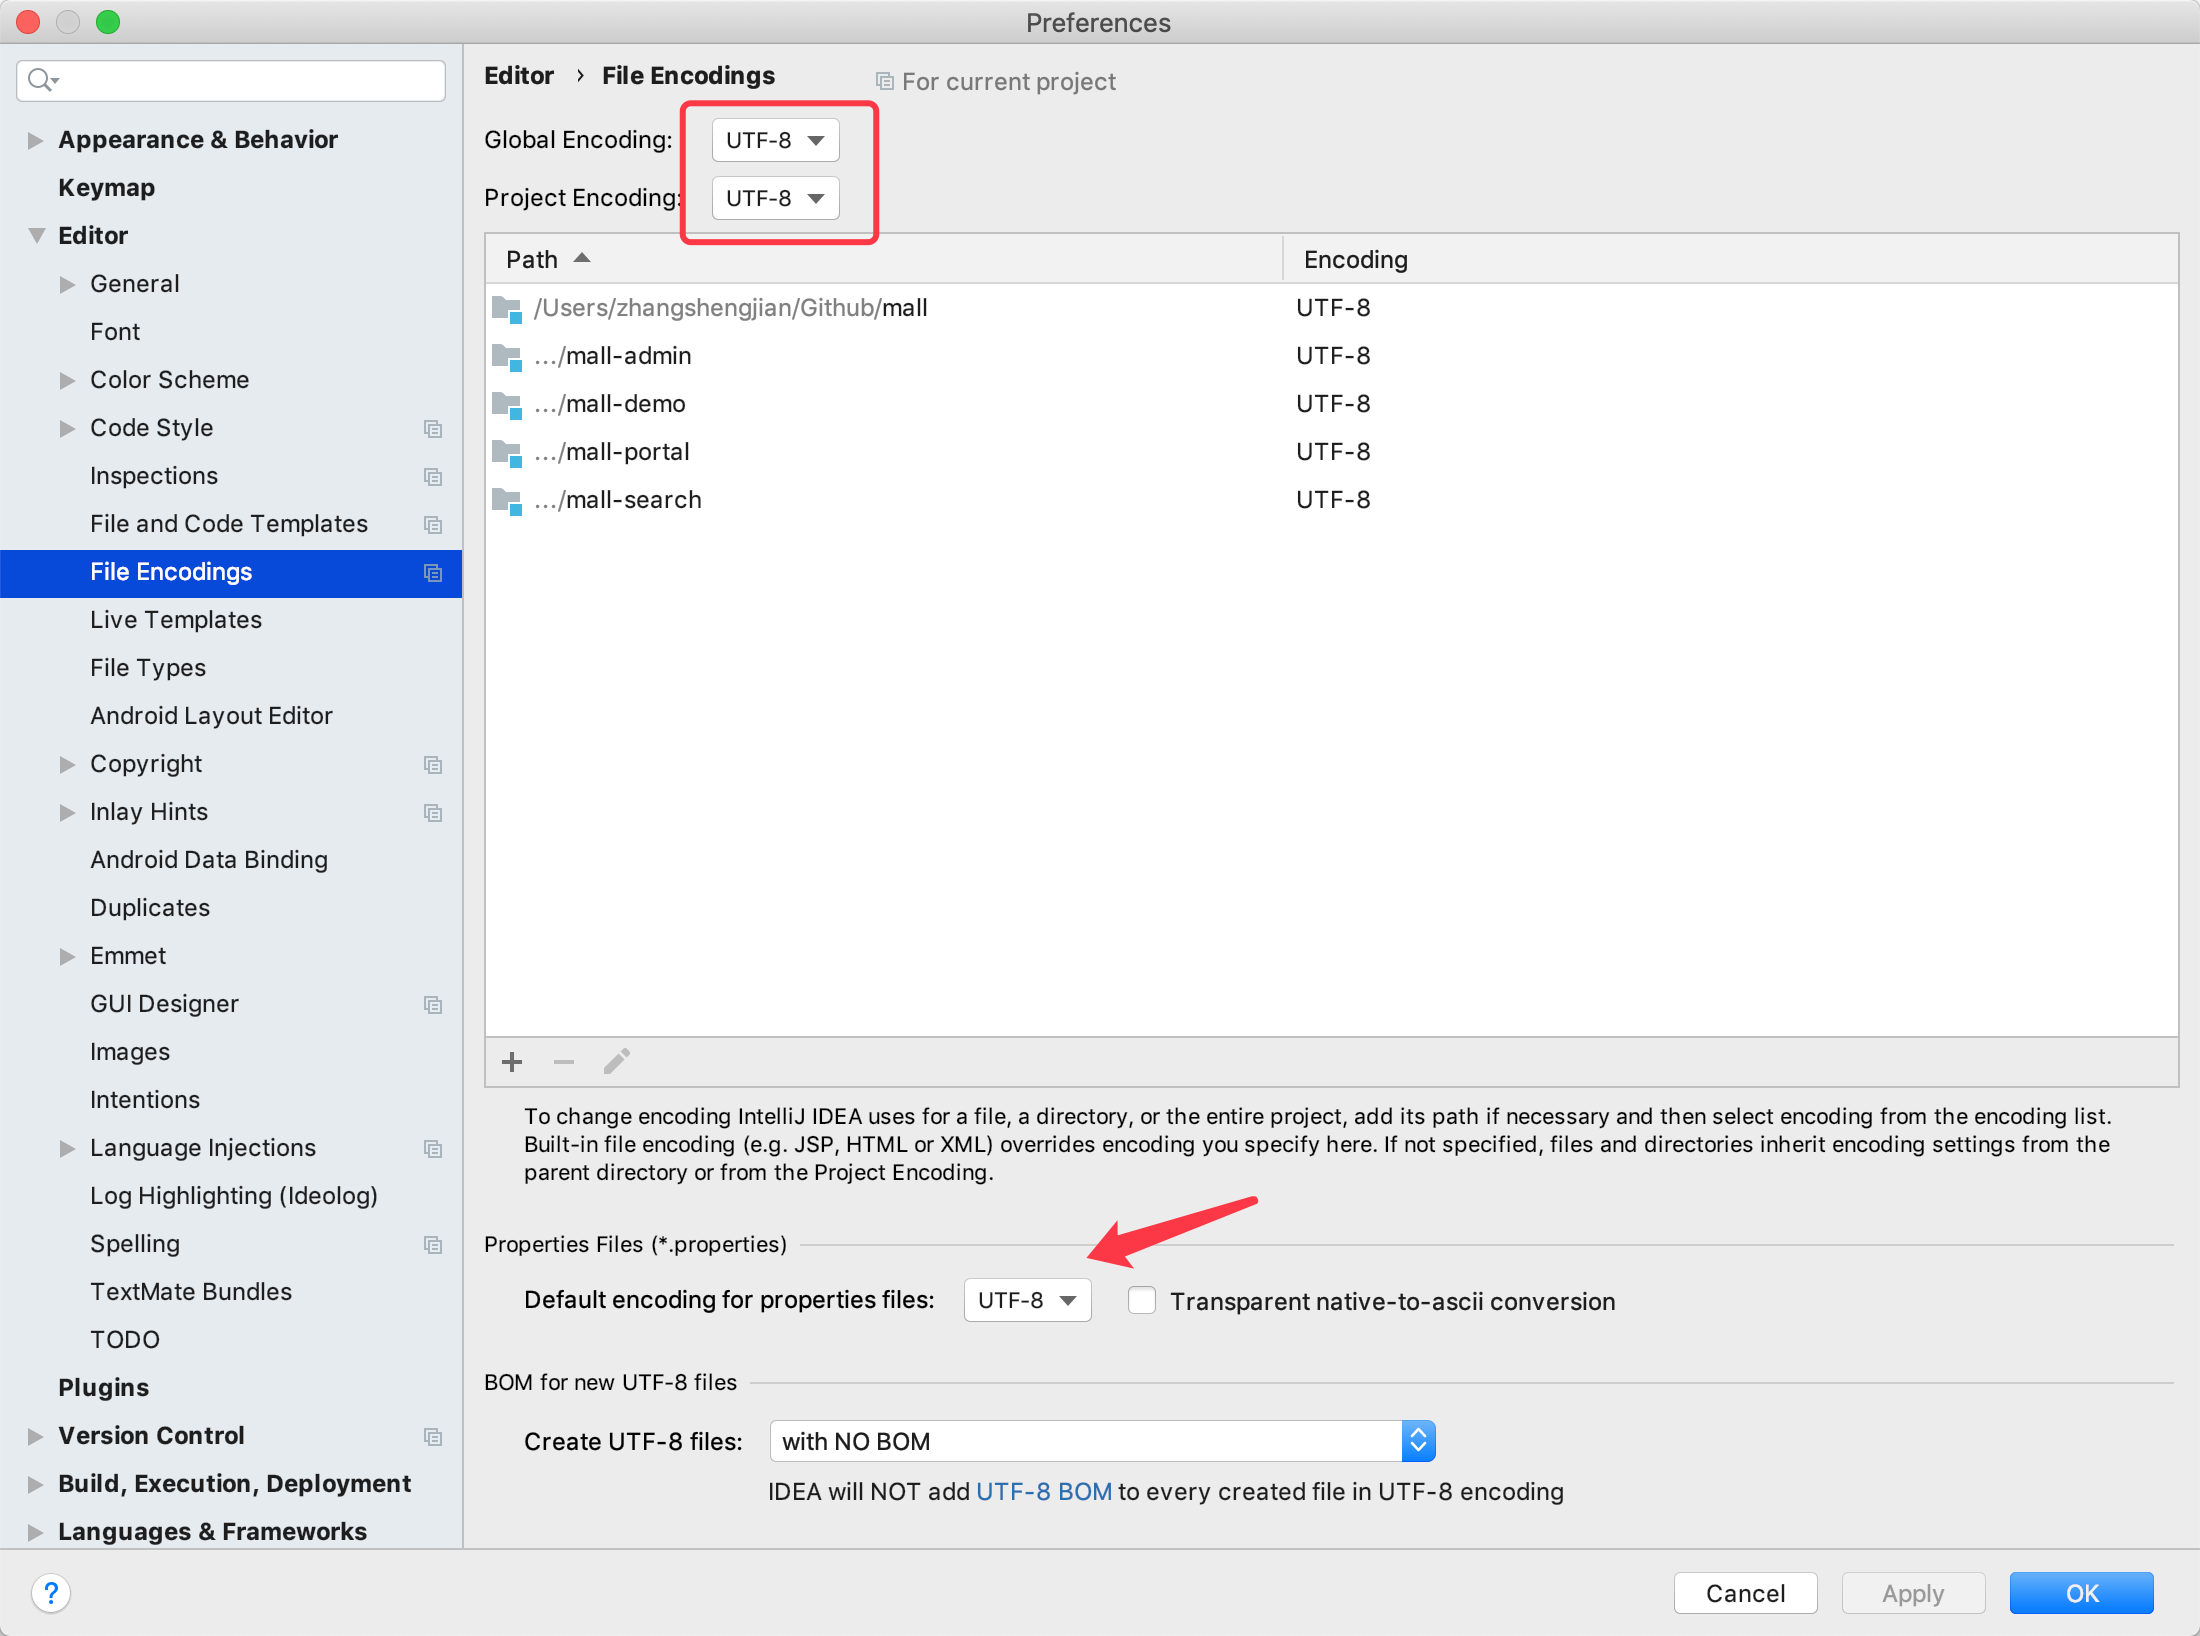 Preferences
Editor › File Encodings
For current project
Appearance & Behavior
Keymap
Editor
General
Font
Color Scheme
Code Style
Inspections
File and Code Templates
File Encodings
Live Templates
File Types
Android Layout Editor
Copyright
Inlay Hints
Android Data Binding
Duplicates
Emmet
GUI Designer
Images
Intentions
Language Injections
Log Highlighting (Ideolog)
Spelling
TextMate Bundles
TODO
Plugins
Version Control
Build, Execution, Deployment
Languages & Frameworks
Global Encoding: UTF-8
Project Encoding: UTF-8
Path Encoding
/Users/zhangshengjian/Github/mall UTF-8
.../mall-admin UTF-8
.../mall-demo UTF-8
.../mall-portal UTF-8
.../mall-search UTF-8
To change encoding IntelliJ IDEA uses for a file, a directory, or the entire project, add its path if necessary and then select encoding from the encoding list.
Built-in file encoding (e.g. JSP, HTML or XML) overrides encoding you specify here. If not specified, files and directories inherit encoding settings from the
parent directory or from the Project Encoding.
Properties Files (*.properties)
Default encoding for properties files: UTF-8 Transparent native-to-ascii conversion
BOM for new UTF-8 files
Create UTF-8 files: with NO BOM
IDEA will NOT add UTF-8 BOM to every created file in UTF-8 encoding
?
Cancel Apply OK